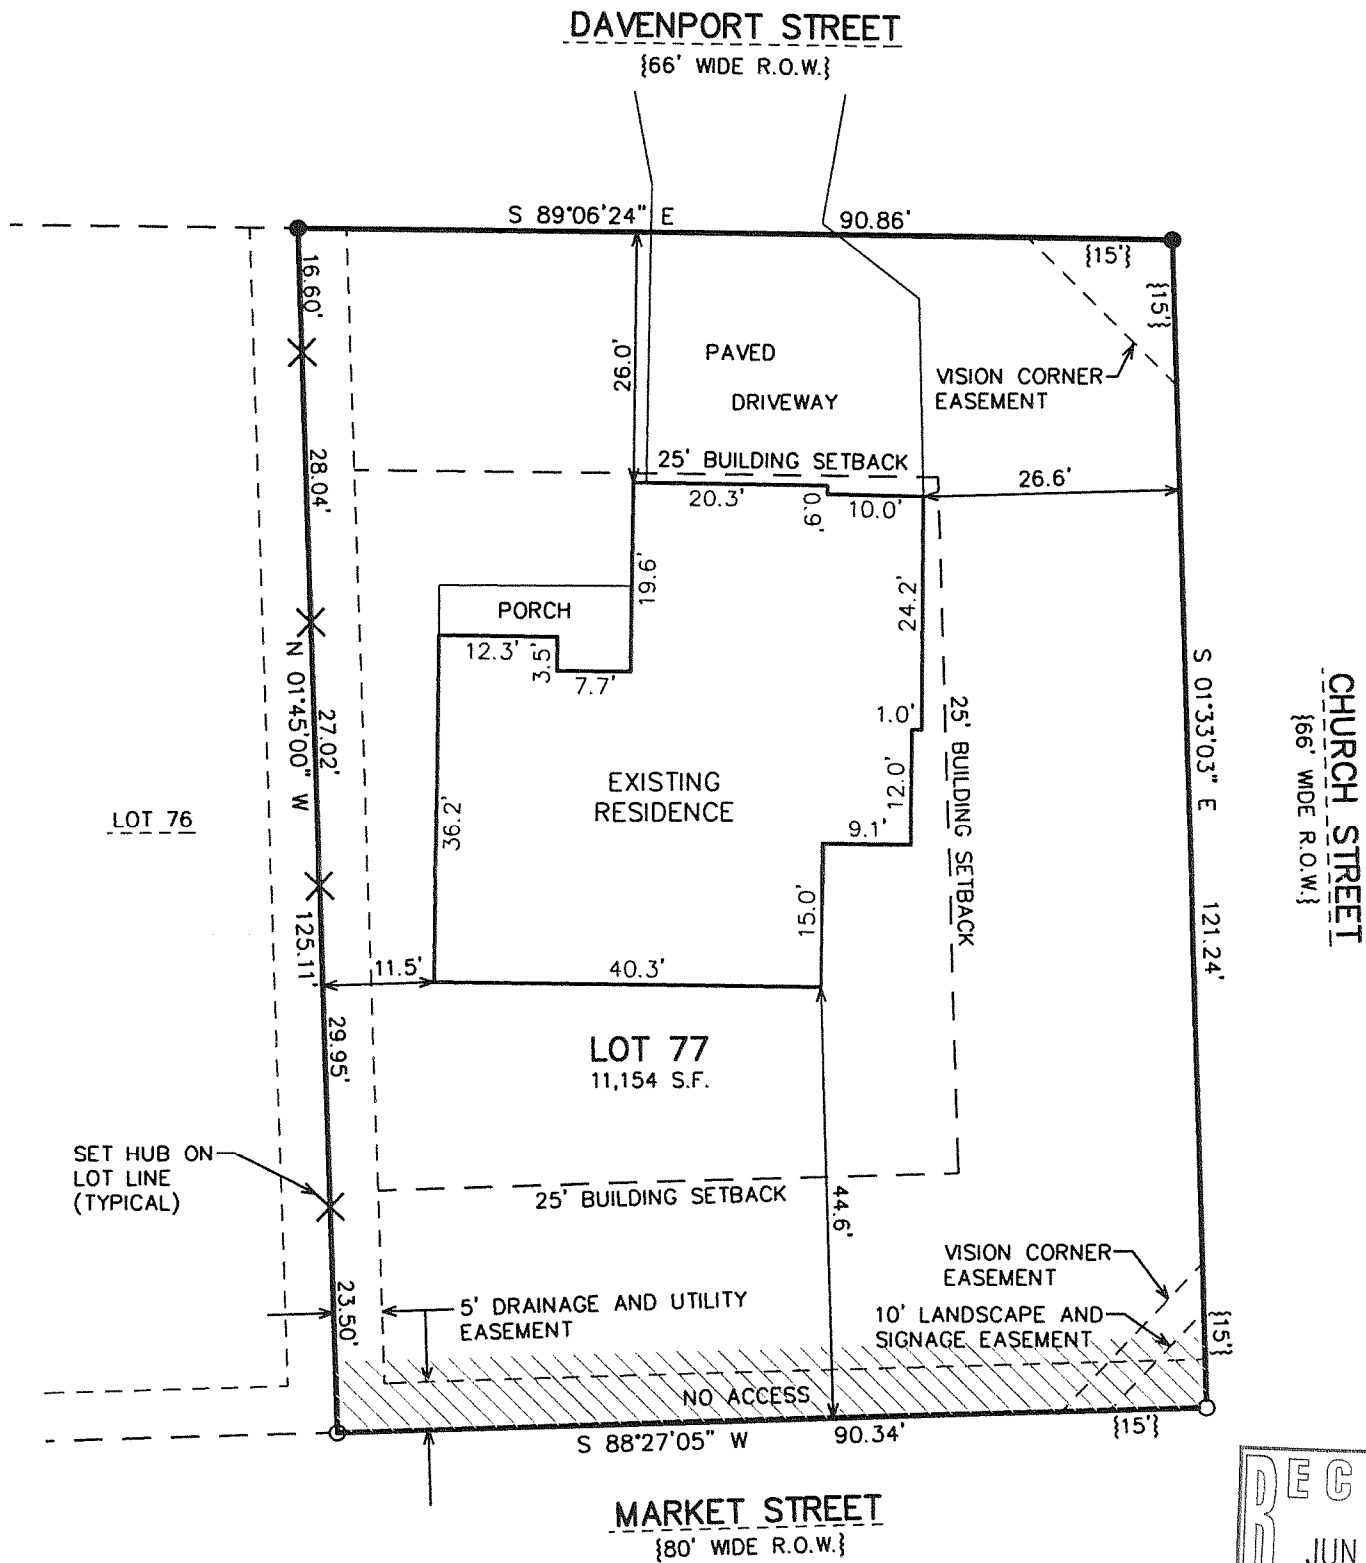 DAVENPORT STREET
{66' WIDE R.O.W.}
S 89°06'24" E
90.86'
{15'}
{15'}
16.60'
26.0'
PAVED
DRIVEWAY
VISION CORNER
EASEMENT
25' BUILDING SETBACK
26.6'
20.3'
0.9'
10.0'
28.04'
19.6'
24.2'
PORCH
12.3'
3.5'
7.7'
N 01°45'00" W
27.02'
1.0'
25' BUILDING SETBACK
S 01°33'03" E
CHURCH STREET
{66' WIDE R.O.W.}
EXISTING
RESIDENCE
LOT 76
36.2'
12.0'
9.1'
15.0'
125.11'
121.24'
11.5'
40.3'
29.95'
LOT 77
11,154 S.F.
SET HUB ON
LOT LINE
(TYPICAL)
25' BUILDING SETBACK
44.6'
VISION CORNER
EASEMENT
23.50'
5' DRAINAGE AND UTILITY
EASEMENT
10' LANDSCAPE AND
SIGNAGE EASEMENT
{15'}
NO ACCESS
S 88°27'05" W
90.34'
{15'}
MARKET STREET
{80' WIDE R.O.W.}
E C
JUN